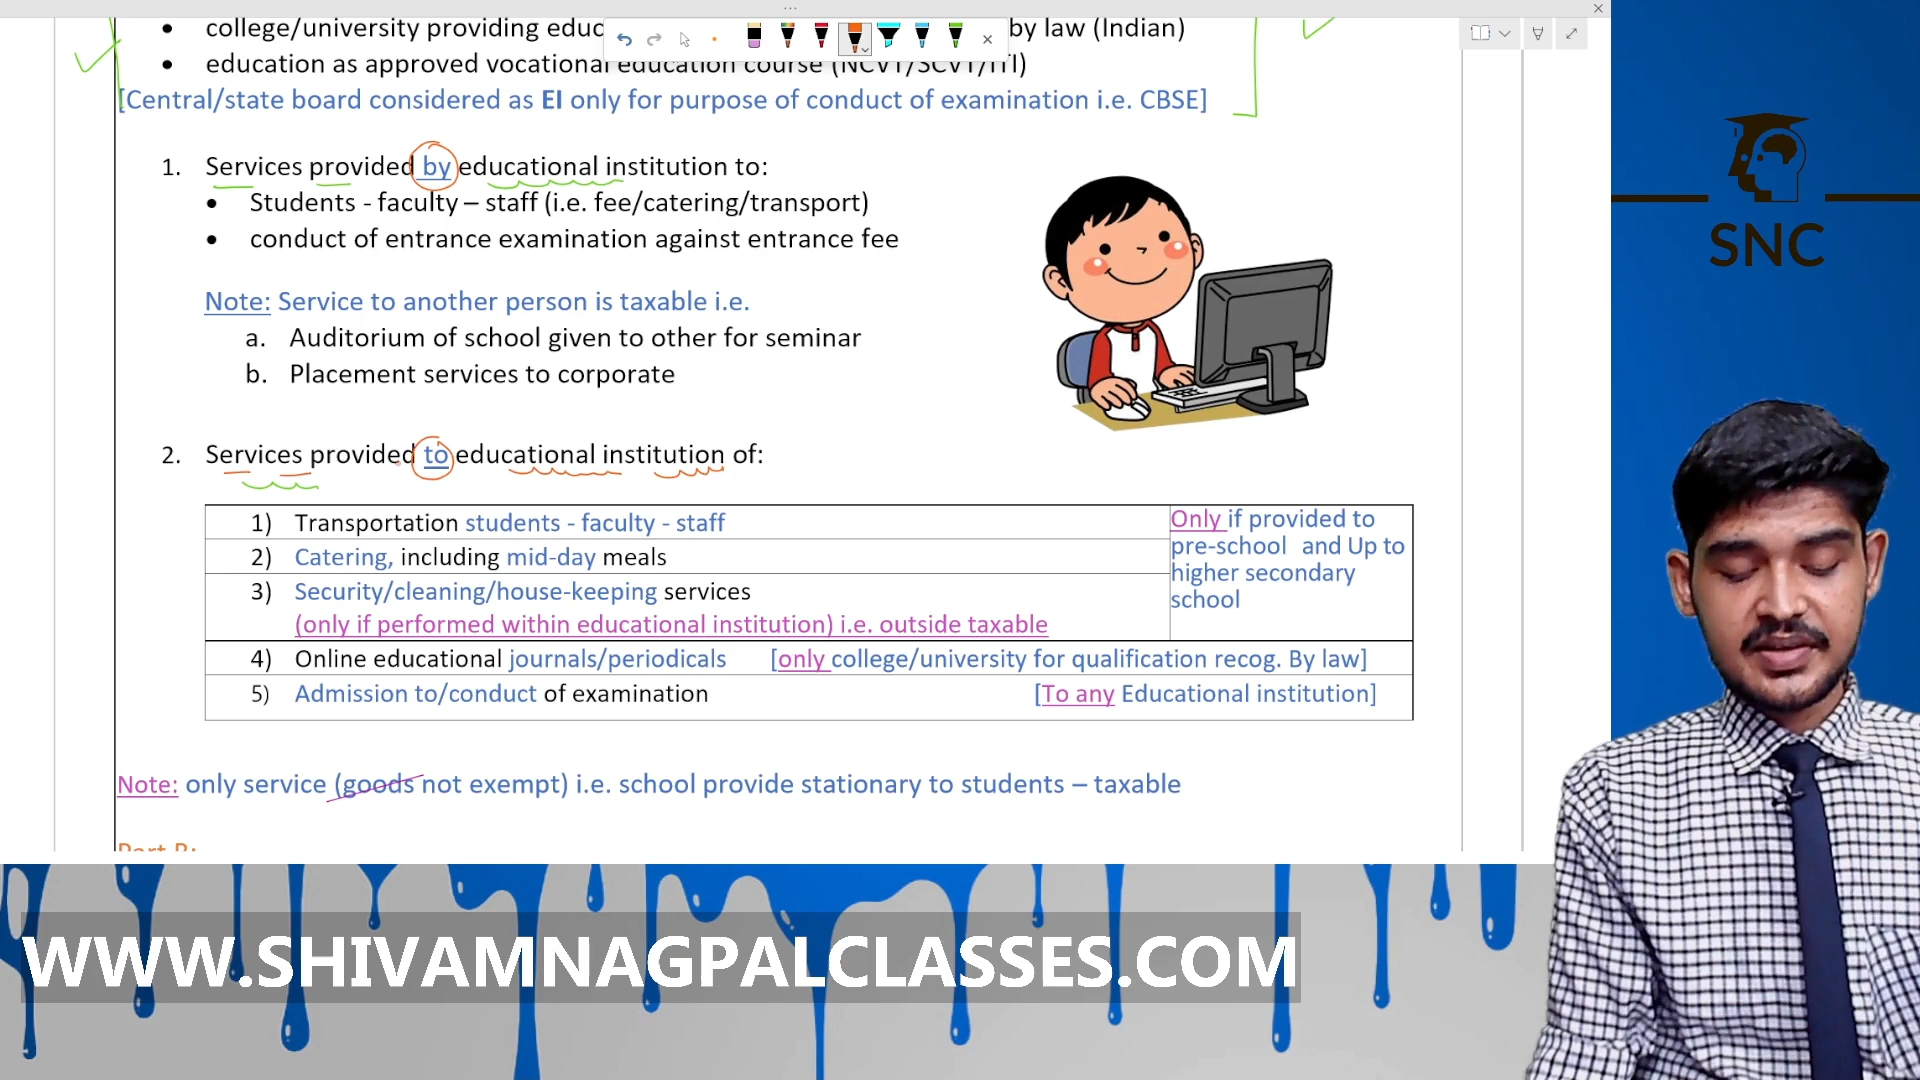 • college/university providing educ by law (Indian)
• education as approved vocational education course (NCVT/SCVT/ITI)
[Central/state board considered as EI only for purpose of conduct of examination i.e. CBSE]
1. Services provided by educational institution to:
• Students - faculty – staff (i.e. fee/catering/transport)
• conduct of entrance examination against entrance fee
Note: Service to another person is taxable i.e.
a. Auditorium of school given to other for seminar
b. Placement services to corporate
2. Services provided to educational institution of:
1) Transportation students - faculty - staff
2) Catering, including mid-day meals
3) Security/cleaning/house-keeping services
(only if performed within educational institution) i.e. outside taxable
Only if provided to
pre-school and Up to
higher secondary
school
4) Online educational journals/periodicals [only college/university for qualification recog. By law]
5) Admission to/conduct of examination [To any Educational institution]
Note: only service (goods not exempt) i.e. school provide stationary to students – taxable
SNC
WWW.SHIVAMNAGPALCLASSES.COM